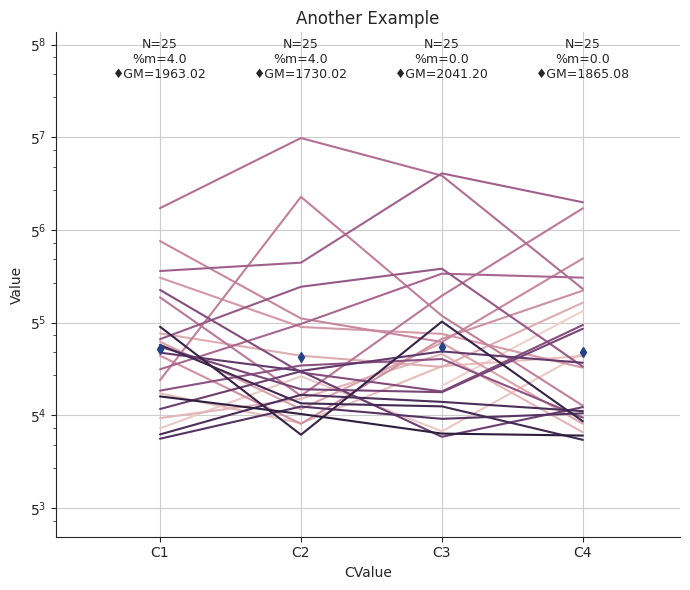 Another Example
N=25 N=25 N=25 N=25
%m=4.0 %m=4.0 %m=0.0 %m=0.0
♦GM=1963.02 ♦GM=1730.02 ♦GM=2041.20 ♦GM=1865.08
5⁸
5⁷
5⁶
5⁵
5⁴
5³
Value
C1 C2 C3 C4
CValue